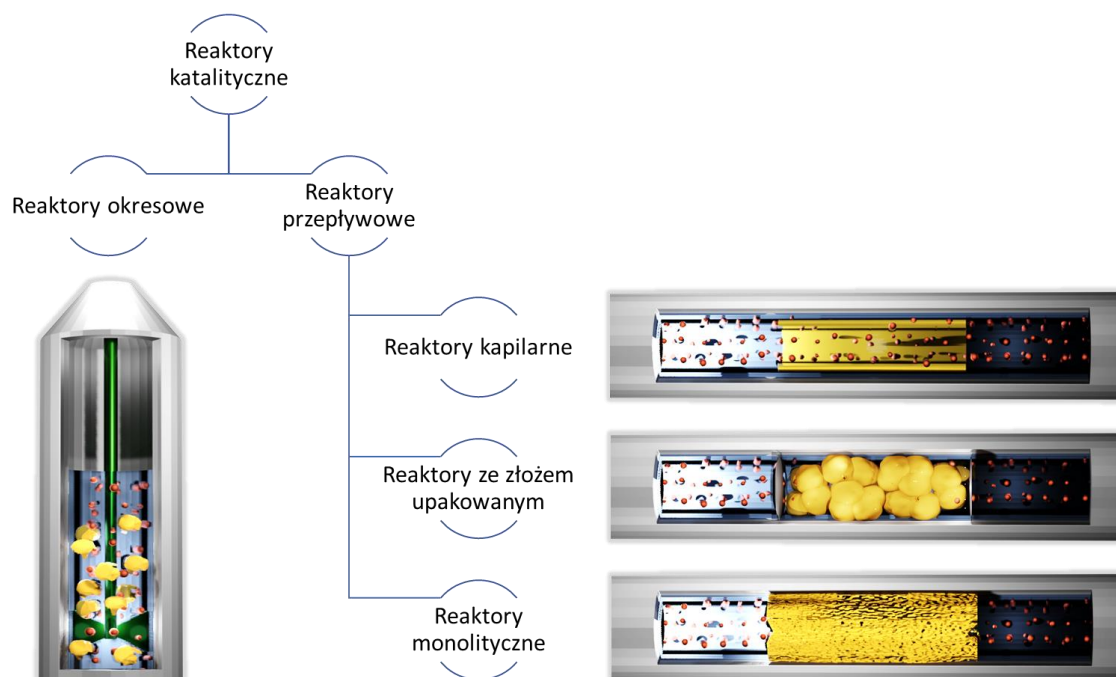 Reaktory
katalityczne
Reaktory okresowe
Reaktory
przepływowe
Reaktory kapilarne
Reaktory ze złożem
upakowanym
Reaktory
monolityczne